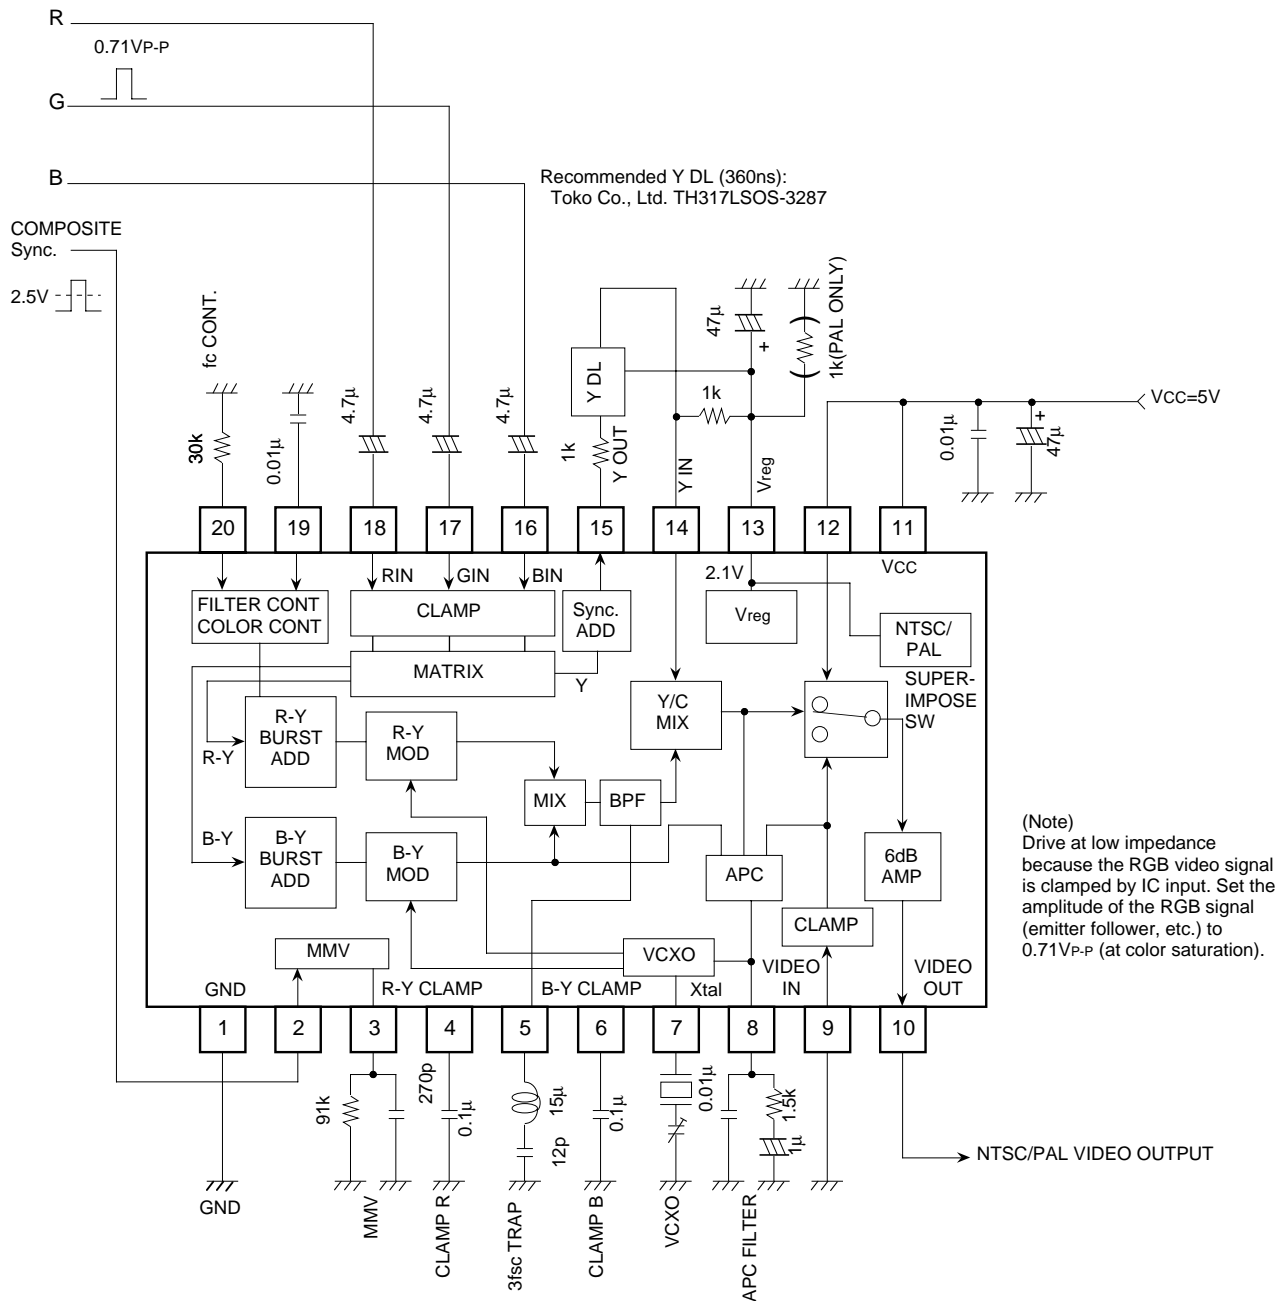 R
0.71VP-P
G
B
Recommended Y DL (360ns):
Toko Co., Ltd. TH317LSOS-3287
COMPOSITE
Sync.
2.5V
fc CONT.
30k
0.01μ
4.7μ
4.7μ
4.7μ
1k
Y OUT
Y DL
Y IN
1k
47μ
+
Vreg
1k(PAL ONLY)
VCC=5V
0.01μ
+
47μ
20
19
18
17
16
15
14
13
12
11
RIN
GIN
BIN
2.1V
VCC
FILTER CONT
COLOR CONT
CLAMP
Sync.
ADD
Vreg
NTSC/
PAL
MATRIX
Y
SUPER-
IMPOSE
SW
Y/C
MIX
R-Y
R-Y
BURST
ADD
R-Y
MOD
MIX
BPF
B-Y
B-Y
BURST
ADD
B-Y
MOD
APC
6dB
AMP
CLAMP
MMV
VCXO
(Note)
Drive at low impedance
because the RGB video signal
is clamped by IC input. Set the
amplitude of the RGB signal
(emitter follower, etc.) to
0.71VP-P (at color saturation).
GND
R-Y CLAMP
B-Y CLAMP
Xtal
VIDEO
IN
VIDEO
OUT
1
2
3
4
5
6
7
8
9
10
91k
270p
0.1μ
15μ
12p
0.1μ
0.01μ
1.5k
1μ
NTSC/PAL VIDEO OUTPUT
GND
MMV
CLAMP R
3fsc TRAP
CLAMP B
VCXO
APC FILTER